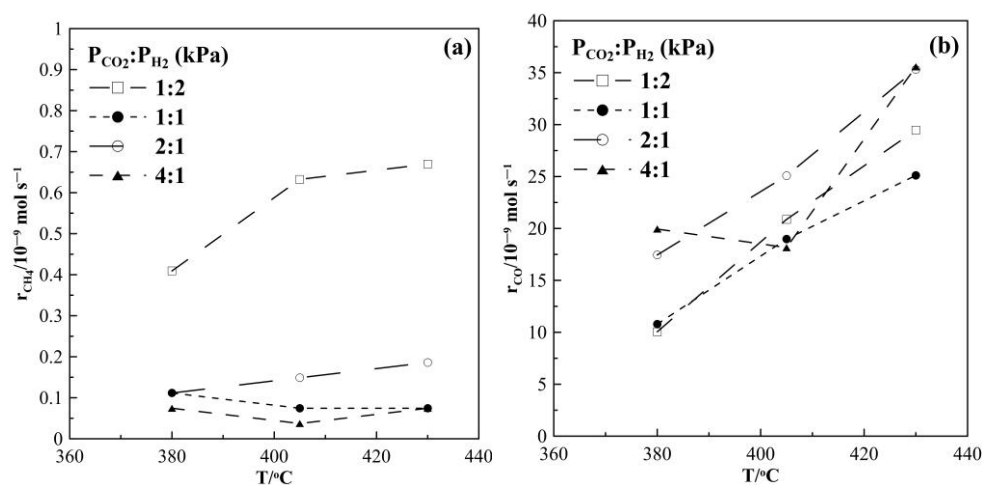 (a)
P_CO2:P_H2 (kPa)
1:2
1:1
2:1
4:1
r_CH4/10⁻⁹ mol s⁻¹
1
0.9
0.8
0.7
0.6
0.5
0.4
0.3
0.2
0.1
0
360 380 400 420 440
T/°C
(b)
P_CO2:P_H2 (kPa)
1:2
1:1
2:1
4:1
r_CO/10⁻⁹ mol s⁻¹
40
35
30
25
20
15
10
5
0
360 380 400 420 440
T/°C